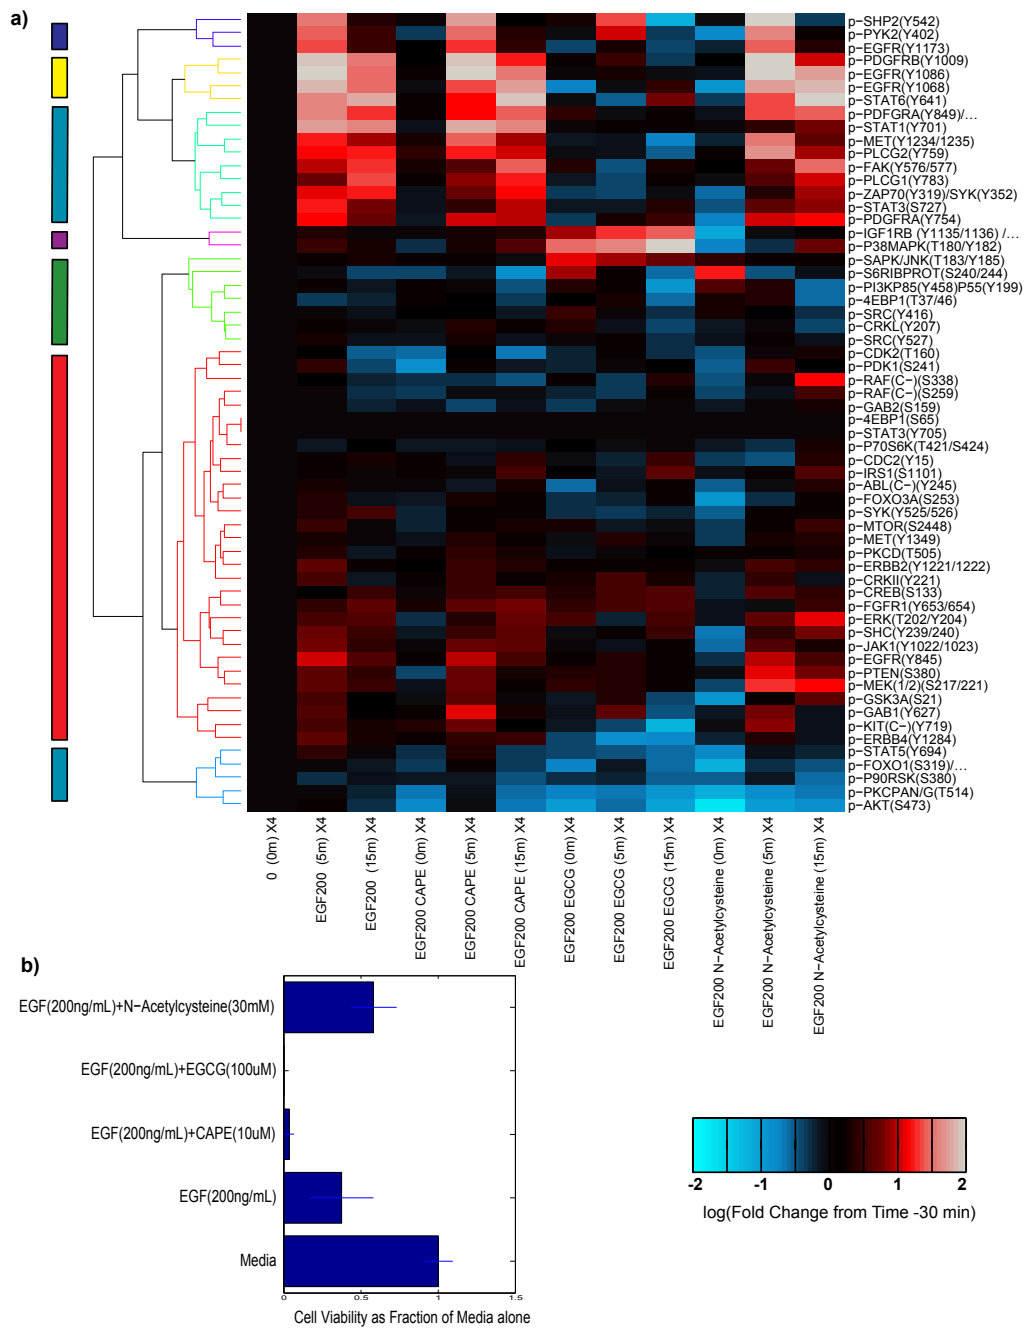 a)
p−SHP2(Y542)
p−PYK2(Y402)
p−EGFR(Y1173)
p−PDGFRB(Y1009)
p−EGFR(Y1086)
p−EGFR(Y1068)
p−STAT6(Y641)
p−PDFGRA(Y849)/...
p−STAT1(Y701)
p−MET(Y1234/1235)
p−PLCG2(Y759)
p−FAK(Y576/577)
p−PLCG1(Y783)
p−ZAP70(Y319)/SYK(Y352)
p−STAT3(S727)
p−PDGFRA(Y754)
p−IGF1RB (Y1135/1136) /...
p−P38MAPK(T180/Y182)
p−SAPK/JNK(T183/Y185)
p−S6RIBPROT(S240/244)
p−PI3KP85(Y458)P55(Y199)
p−4EBP1(T37/46)
p−SRC(Y416)
p−CRKL(Y207)
p−SRC(Y527)
p−CDK2(T160)
p−PDK1(S241)
p−RAF(C−)(S338)
p−RAF(C−)(S259)
p−GAB2(S159)
p−4EBP1(S65)
p−STAT3(Y705)
p−P70S6K(T421/S424)
p−CDC2(Y15)
p−IRS1(S1101)
p−ABL(C−)(Y245)
p−FOXO3A(S253)
p−SYK(Y525/526)
p−MTOR(S2448)
p−MET(Y1349)
p−PKCD(T505)
p−ERBB2(Y1221/1222)
p−CRKII(Y221)
p−CREB(S133)
p−FGFR1(Y653/654)
p−ERK(T202/Y204)
p−SHC(Y239/240)
p−JAK1(Y1022/1023)
p−EGFR(Y845)
p−PTEN(S380)
p−MEK(1/2)(S217/221)
p−GSK3A(S21)
p−GAB1(Y627)
p−KIT(C−)(Y719)
p−ERBB4(Y1284)
p−STAT5(Y694)
p−FOXO1(S319)/...
p−P90RSK(S380)
p−PKCPAN/G(T514)
p−AKT(S473)
0 (0m) X4
EGF200 (5m) X4
EGF200 (15m) X4
EGF200 CAPE (0m) X4
EGF200 CAPE (5m) X4
EGF200 CAPE (15m) X4
EGF200 EGCG (0m) X4
EGF200 EGCG (5m) X4
EGF200 EGCG (15m) X4
EGF200 N−Acetylcysteine (0m) X4
EGF200 N−Acetylcysteine (5m) X4
EGF200 N−Acetylcysteine (15m) X4
b)
EGF(200ng/mL)+N−Acetylcysteine(30mM)
EGF(200ng/mL)+EGCG(100uM)
EGF(200ng/mL)+CAPE(10uM)
EGF(200ng/mL)
Media
0 0.5 1 1.5
Cell Viability as Fraction of Media alone
-2 -1 0 1 2
log(Fold Change from Time -30 min)